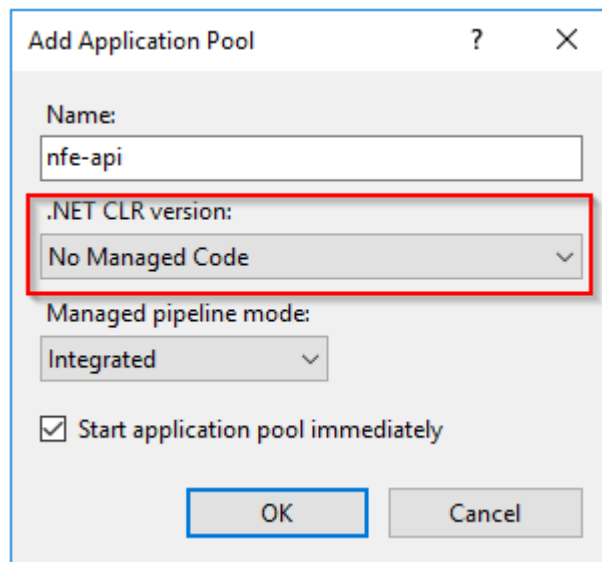 Add Application Pool
?
Name:
nfe-api
.NET CLR version:
No Managed Code
Managed pipeline mode:
Integrated
Start application pool immediately
OK
Cancel